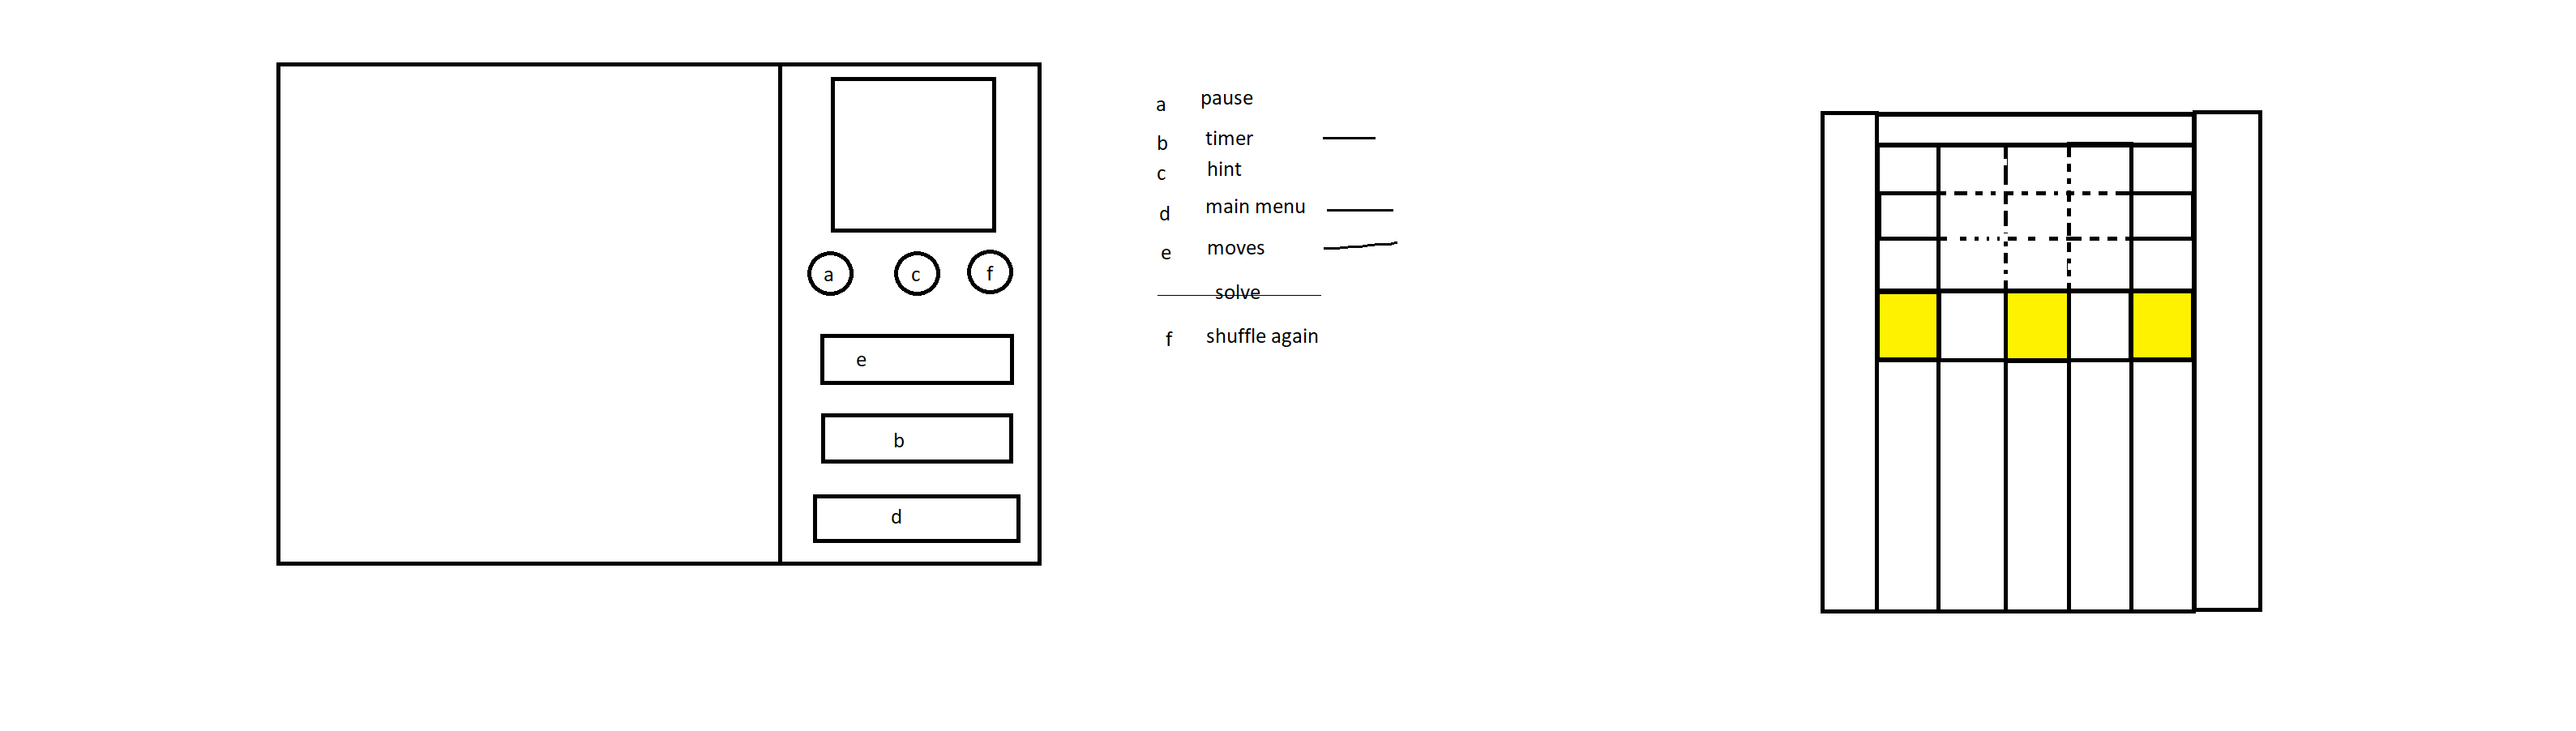 a c f
e
b
d
a pause
b timer
c hint
d main menu
e moves
solve
f shuffle again